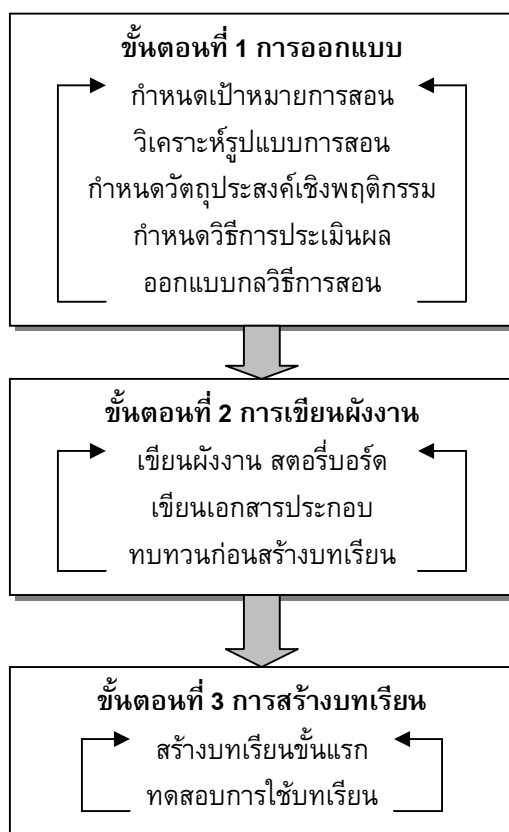 ขั้นตอนที่ 1 การออกแบบ
กำหนดเป้าหมายการสอน
วิเคราะห์รูปแบบการสอน
กำหนดวัตถุประสงค์เชิงพฤติกรรม
กำหนดวิธีการประเมินผล
ออกแบบกลวิธีการสอน
ขั้นตอนที่ 2 การเขียนผังงาน
เขียนผังงาน สตอรี่บอร์ด
เขียนเอกสารประกอบ
ทบทวนก่อนสร้างบทเรียน
ขั้นตอนที่ 3 การสร้างบทเรียน
สร้างบทเรียนขั้นแรก
ทดสอบการใช้บทเรียน